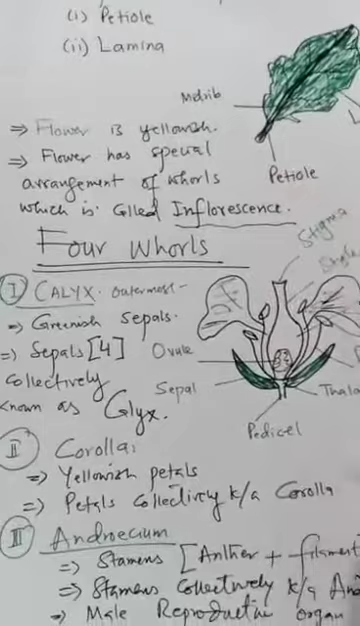 (i) Petiole
(ii) Lamina
Midrib
Petiole
⇒ Flower is yellowish.
⇒ Flower has special
arrangement of whorls
which is Called Inflorescence.
Four Whorls
Stigma
Style
I CALYX. outermost-
⇒ Greenish sepals.
⇒ Sepals [4]
collectively
known as Calyx.
Ovule
Sepal
Thala
Pedicel
II Corolla:
⇒ Yellowish petals
⇒ Petals Collectively k/a Corolla
III Androecium
⇒ Stamens [Anther + filament
⇒ Stamens Collectively k/a And
⇒ Male Reproductive organ